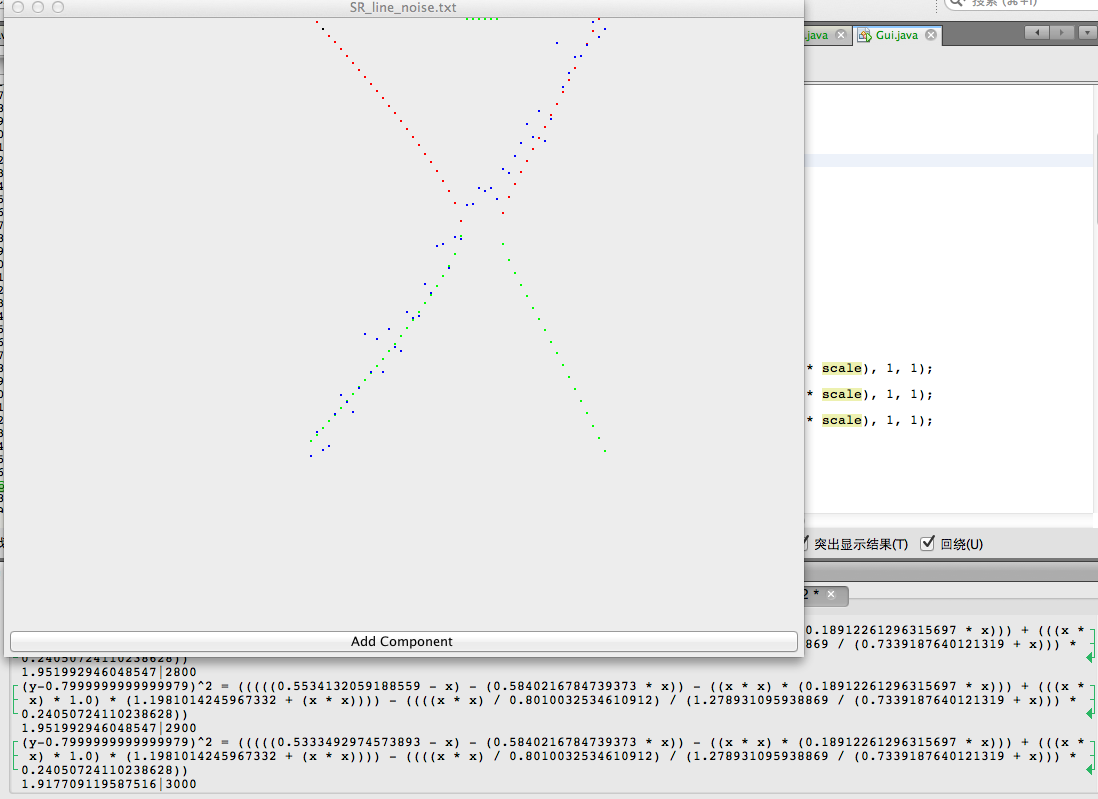 SR_line_noise.txt
搜索 (⌘+I)
.java
Gui.java
* scale), 1, 1);
* scale), 1, 1);
* scale), 1, 1);
突出显示结果(T) 回绕(U)
2 *
Add Component
0.18912261296315697 * x))) + (((x *
869 / (0.7339187640121319 + x))) *
0.24050724110238628))
1.951992946048547|2800
(y-0.7999999999999979)^2 = (((((0.5534132059188559 - x) - (0.5840216784739373 * x)) - ((x * x) * (0.18912261296315697 * x))) + (((x *
x) * 1.0) * (1.1981014245967332 + (x * x)))) - ((((x * x) / 0.8010032534610912) / (1.278931095938869 / (0.7339187640121319 + x))) *
0.24050724110238628))
1.951992946048547|2900
(y-0.7999999999999979)^2 = (((((0.5333492974573893 - x) - (0.5840216784739373 * x)) - ((x * x) * (0.18912261296315697 * x))) + (((x *
x) * 1.0) * (1.1981014245967332 + (x * x)))) - ((((x * x) / 0.8010032534610912) / (1.278931095938869 / (0.7339187640121319 + x))) *
0.24050724110238628))
1.917709119587516|3000